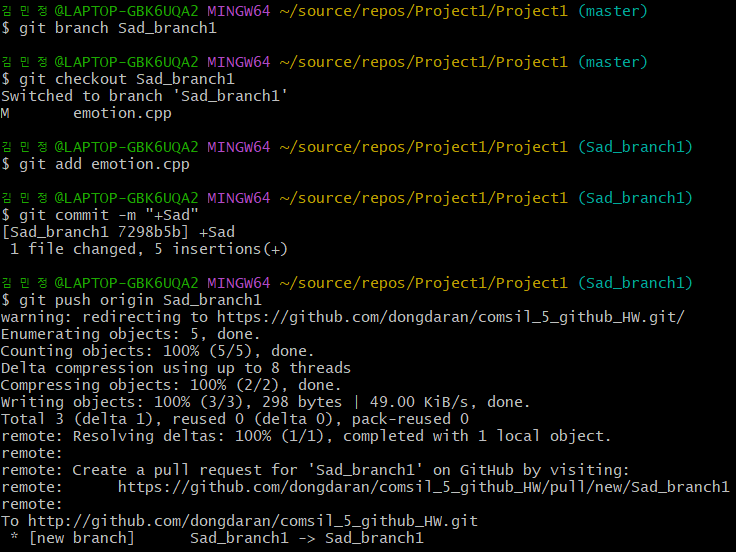 김 민 정 @LAPTOP-GBK6UQA2 MINGW64 ~/source/repos/Project1/Project1 (master)
$ git branch Sad_branch1
김 민 정 @LAPTOP-GBK6UQA2 MINGW64 ~/source/repos/Project1/Project1 (master)
$ git checkout Sad_branch1
Switched to branch 'Sad_branch1'
M       emotion.cpp
김 민 정 @LAPTOP-GBK6UQA2 MINGW64 ~/source/repos/Project1/Project1 (Sad_branch1)
$ git add emotion.cpp
김 민 정 @LAPTOP-GBK6UQA2 MINGW64 ~/source/repos/Project1/Project1 (Sad_branch1)
$ git commit -m "+Sad"
[Sad_branch1 7298b5b] +Sad
 1 file changed, 5 insertions(+)
김 민 정 @LAPTOP-GBK6UQA2 MINGW64 ~/source/repos/Project1/Project1 (Sad_branch1)
$ git push origin Sad_branch1
warning: redirecting to https://github.com/dongdaran/comsil_5_github_HW.git/
Enumerating objects: 5, done.
Counting objects: 100% (5/5), done.
Delta compression using up to 8 threads
Compressing objects: 100% (2/2), done.
Writing objects: 100% (3/3), 298 bytes | 49.00 KiB/s, done.
Total 3 (delta 1), reused 0 (delta 0), pack-reused 0
remote: Resolving deltas: 100% (1/1), completed with 1 local object.
remote:
remote: Create a pull request for 'Sad_branch1' on GitHub by visiting:
remote:      https://github.com/dongdaran/comsil_5_github_HW/pull/new/Sad_branch1
remote:
To http://github.com/dongdaran/comsil_5_github_HW.git
 * [new branch]      Sad_branch1 -> Sad_branch1